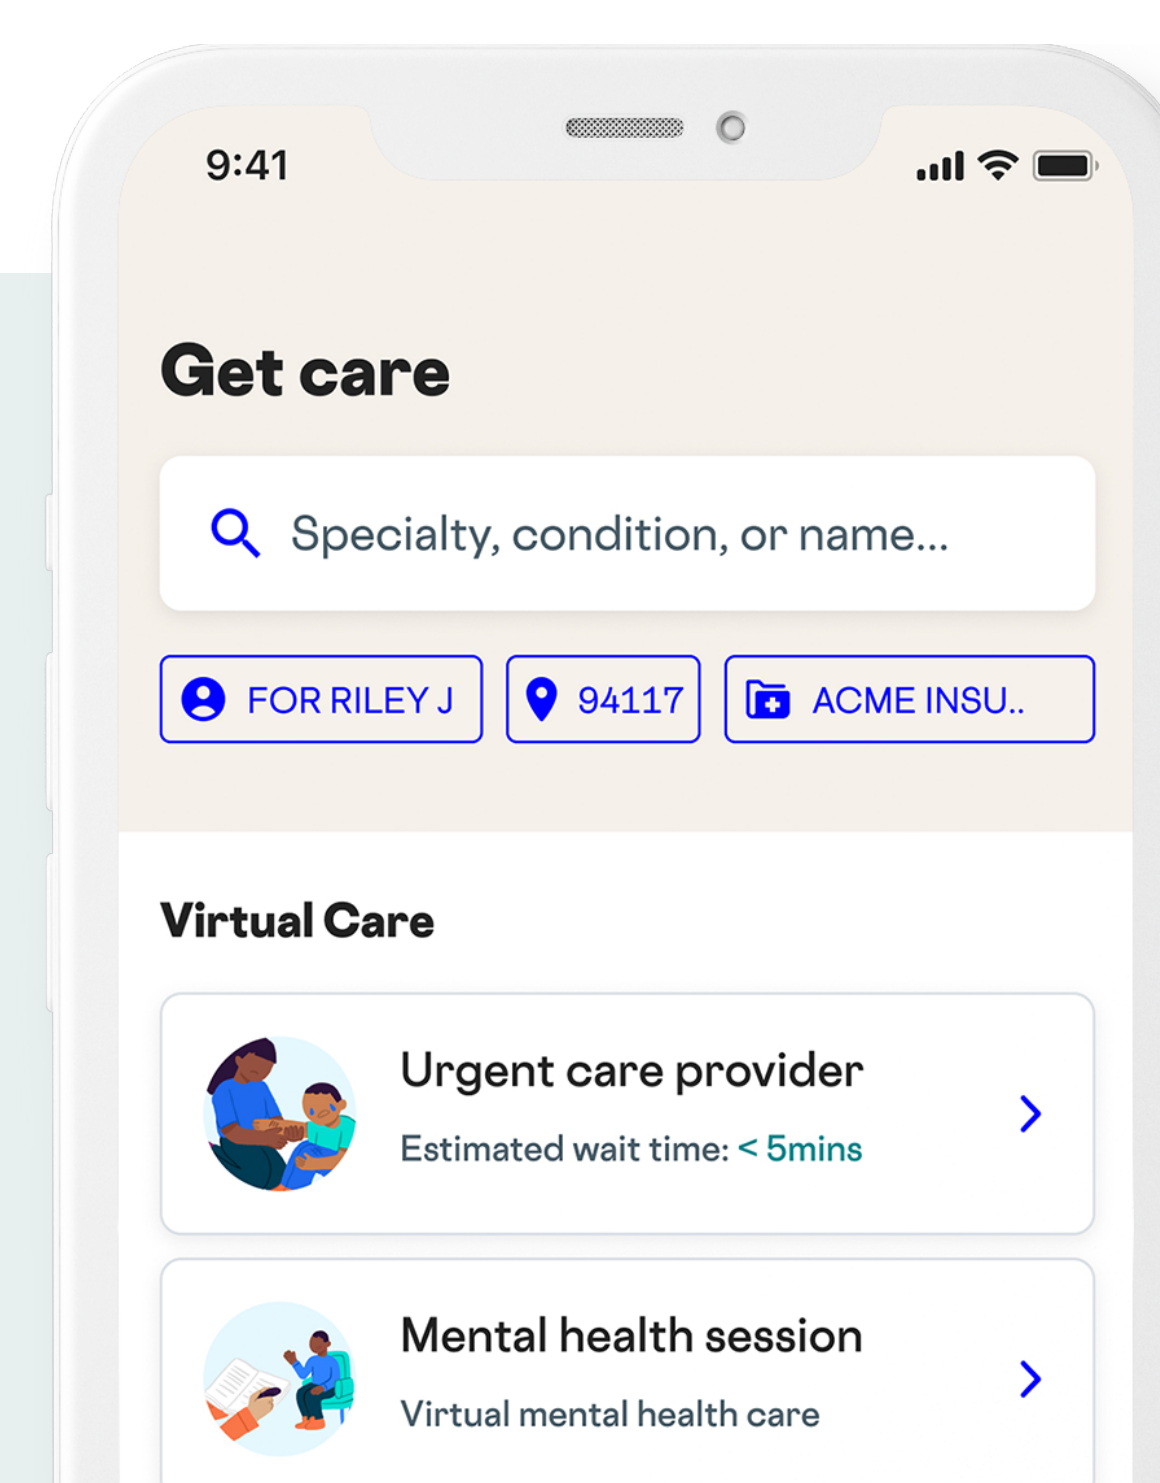 9:41
Get care
Specialty, condition, or name...
FOR RILEY J
94117
ACME INSU..
Virtual Care
Urgent care provider
Estimated wait time: < 5mins
Mental health session
Virtual mental health care